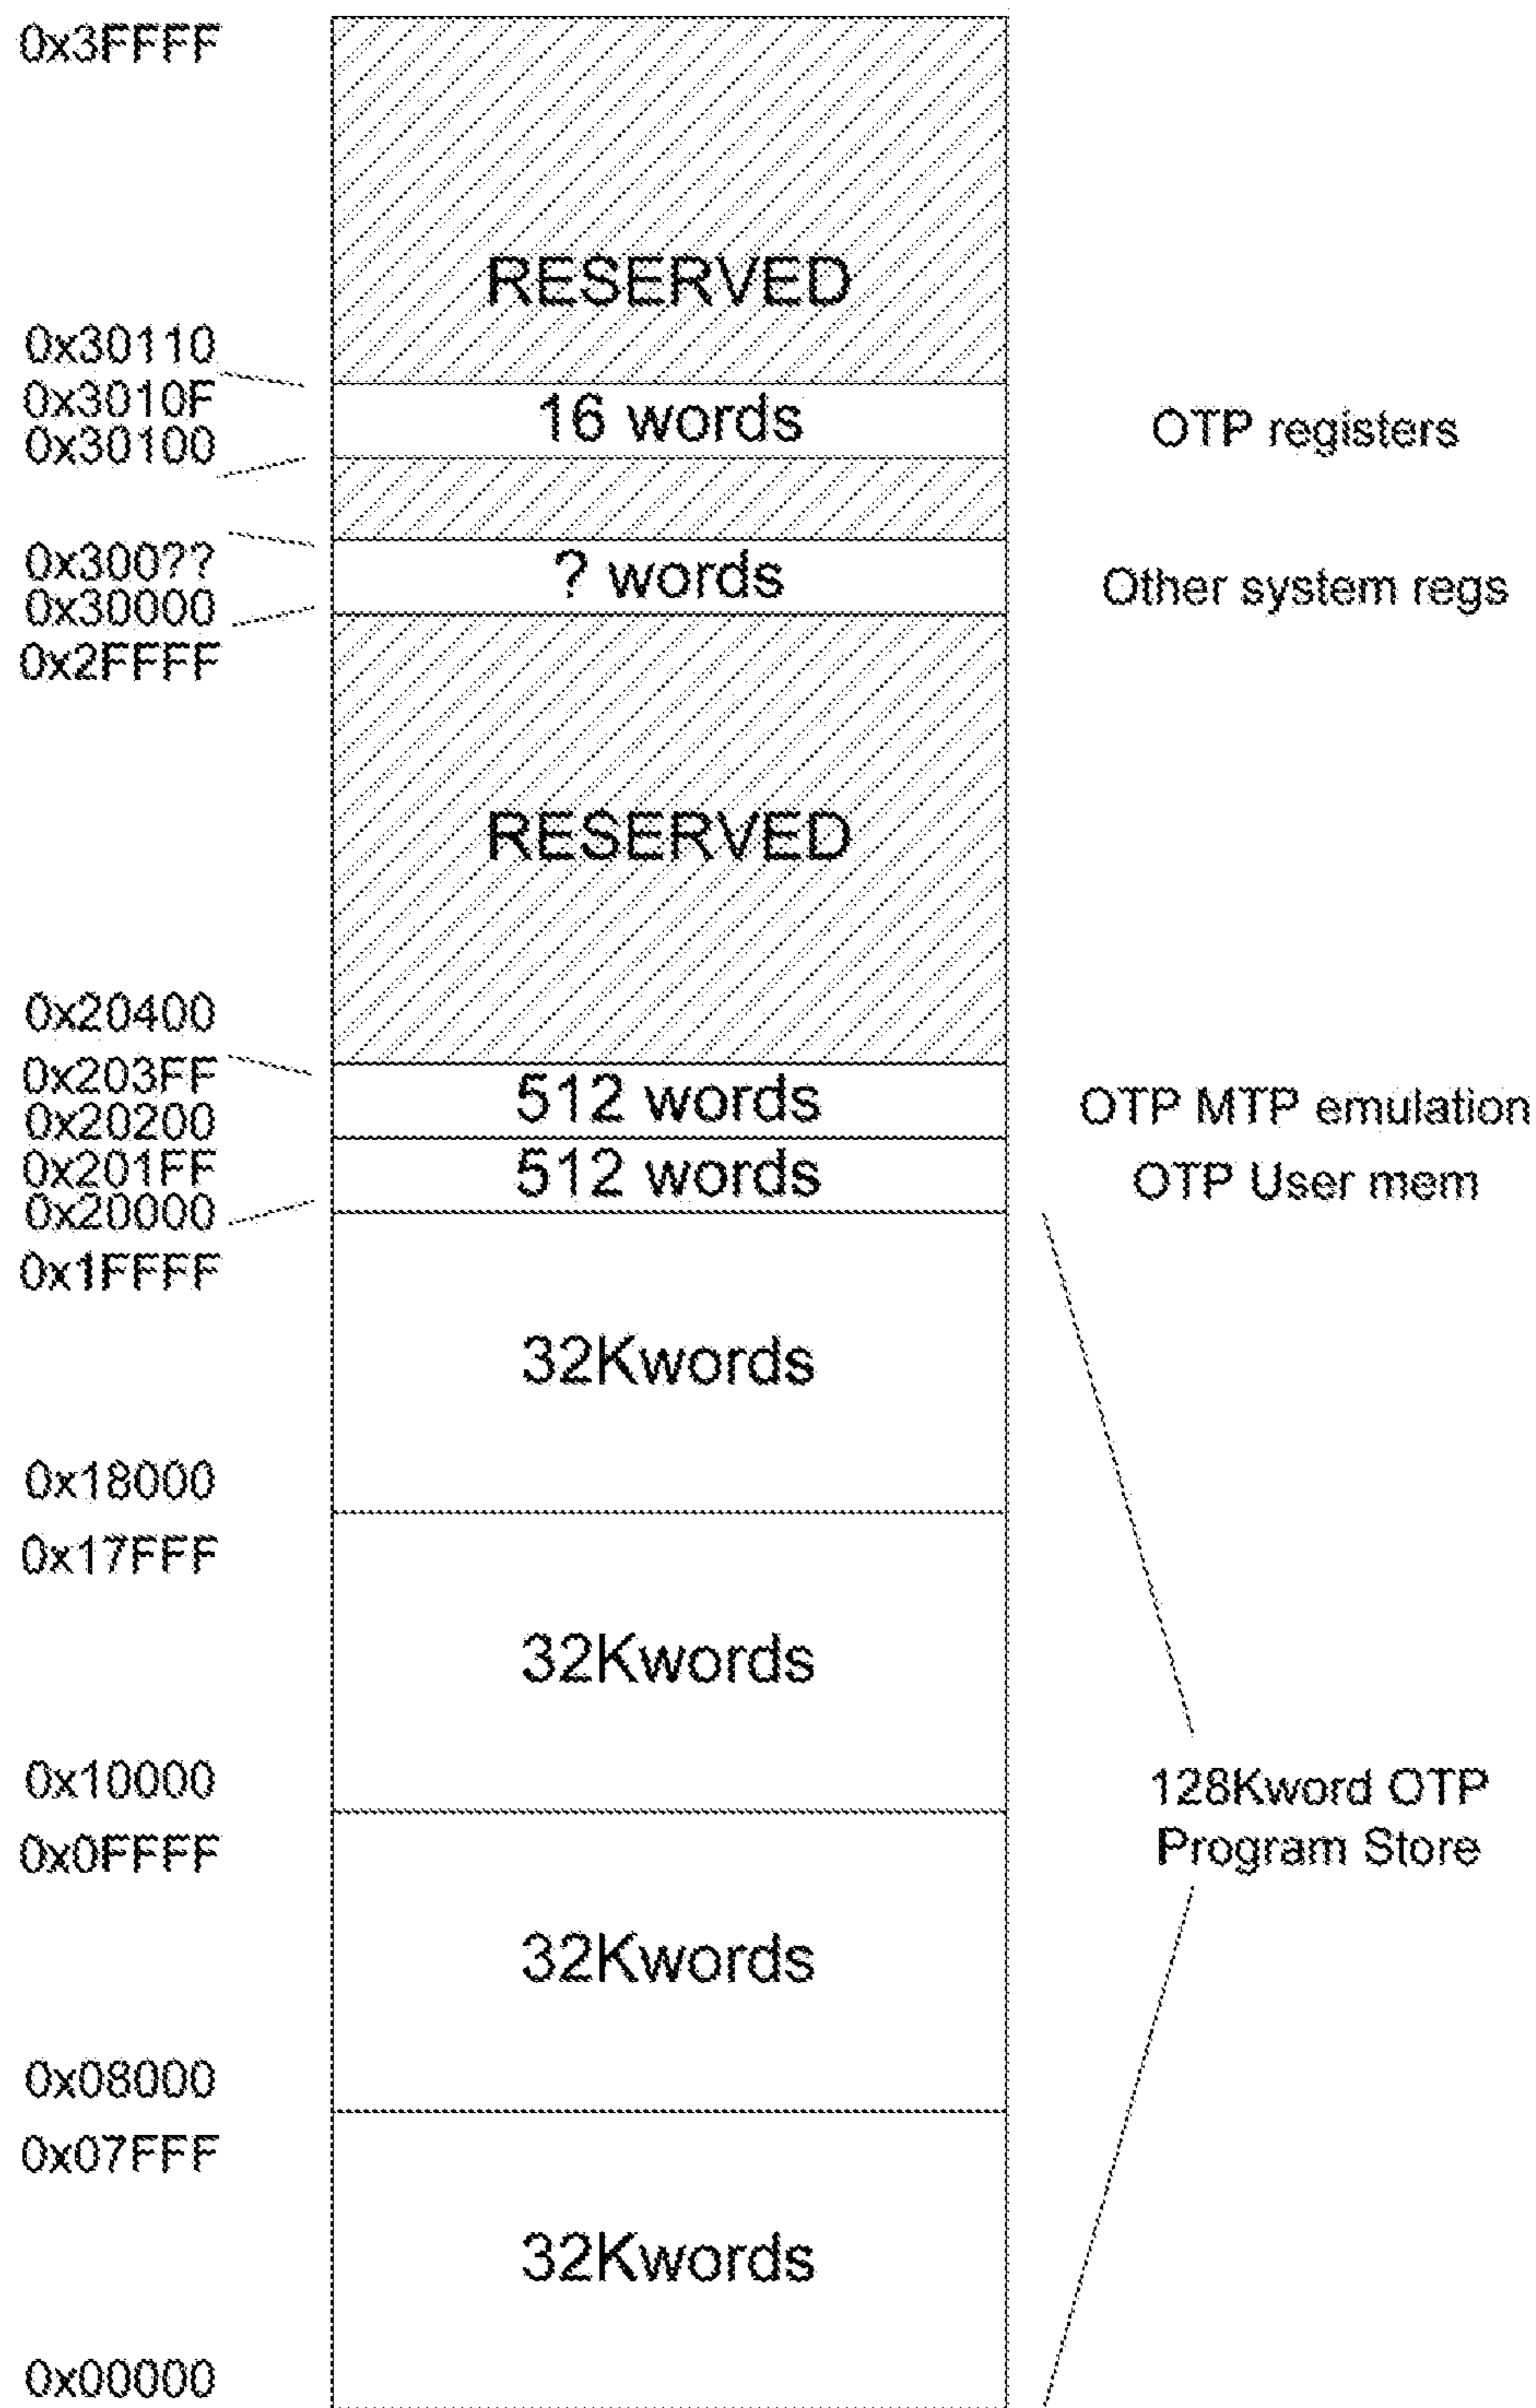 0x3FFFF
RESERVED
0x30110
0x3010F
16 words
OTP registers
0x30100
0x300??
? words
Other system regs
0x30000
0x2FFFF
RESERVED
0x20400
0x203FF
512 words
OTP MTP emulation
0x20200
0x201FF
512 words
OTP User mem
0x20000
0x1FFFF
32Kwords
0x18000
0x17FFF
32Kwords
0x10000
128Kword OTP
Program Store
0x0FFFF
32Kwords
0x08000
0x07FFF
32Kwords
0x00000